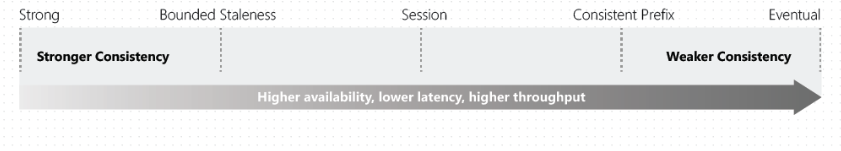 Strong Bounded Staleness Session Consistent Prefix Eventual
Stronger Consistency Weaker Consistency
Higher availability, lower latency, higher throughput